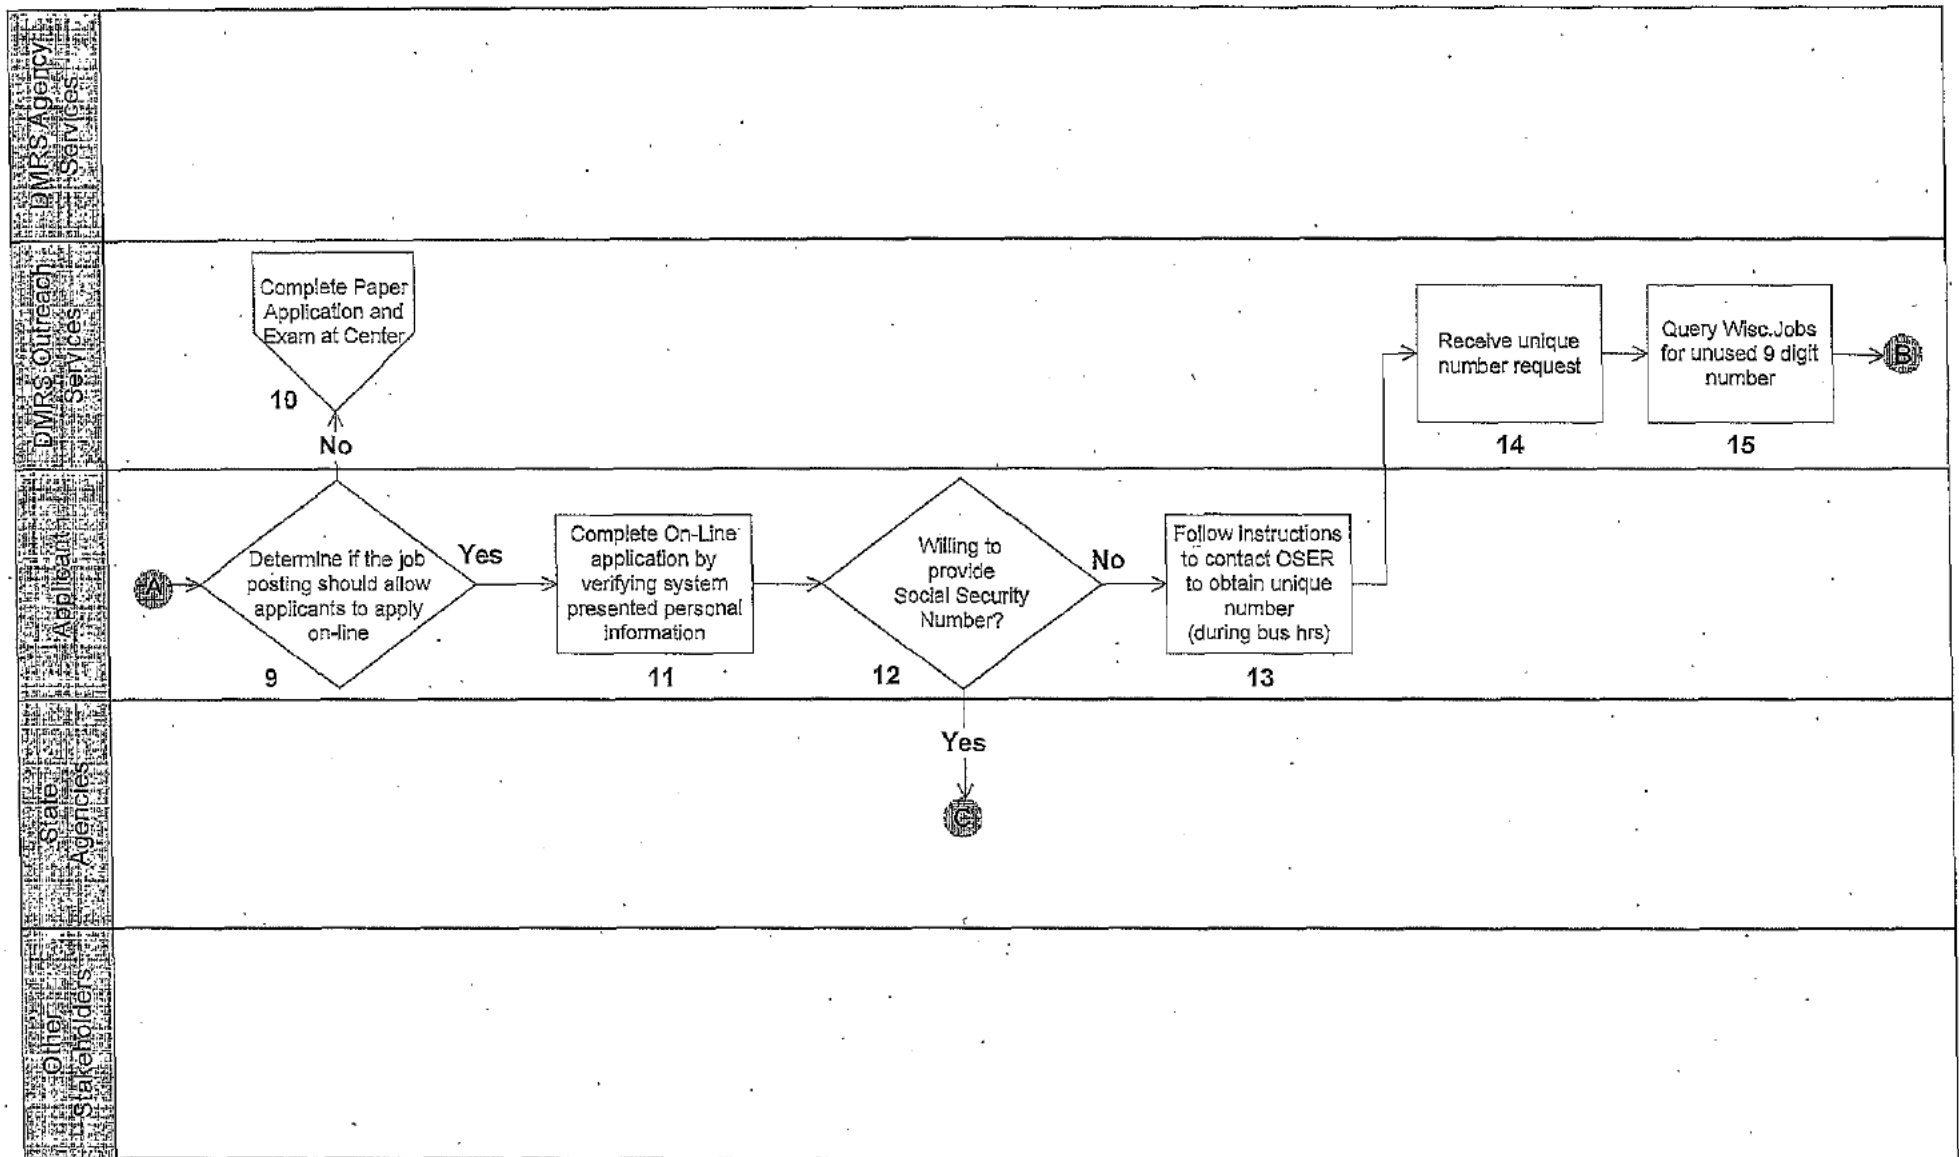 DMRS Agency
Services
DMRS Outreach
Services
Complete Paper
Application and
Exam at Center
10
No
Receive unique
number request
14
Query Wisc.Jobs
for unused 9 digit
number
15
B
Applicant
A
Determine if the job
posting should allow
applicants to apply
on-line
9
Yes
Complete On-Line
application by
verifying system
presented personal
information
11
Willing to
provide
Social Security
Number?
12
No
Follow instructions
to contact OSER
to obtain unique
number
(during bus hrs)
13
State
Agencies
Yes
C
Other
Stakeholders